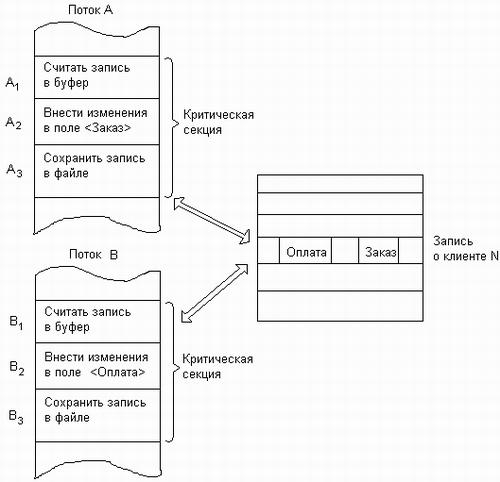 Поток А
A1
Считать запись
в буфер
A2
Внести изменения
в поле <Заказ>
A3
Сохранить запись
в файле
Критическая
секция
Оплата
Заказ
Запись
о клиенте N
Поток В
B1
Считать запись
в буфер
B2
Внести изменения
в поле <Оплата>
B3
Сохранить запись
в файле
Критическая
секция